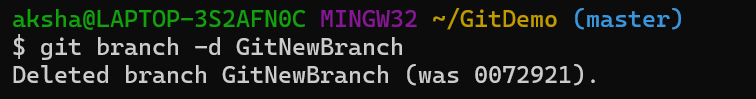 aksha@LAPTOP-3S2AFN0C MINGW32 ~/GitDemo (master)
$ git branch -d GitNewBranch
Deleted branch GitNewBranch (was 0072921).